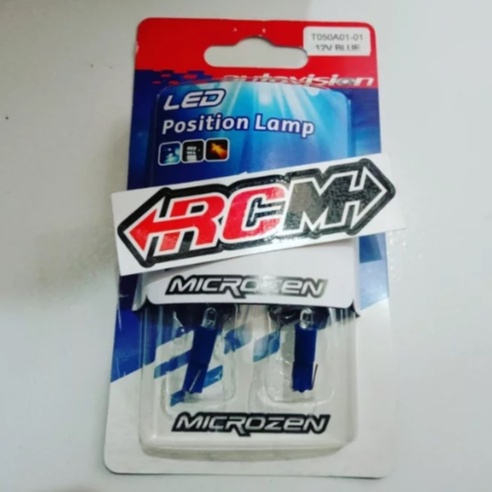 T050A01-01
12V BLUE
autovision
LED
Position Lamp
RCM
MICROZEN
MICROZEN